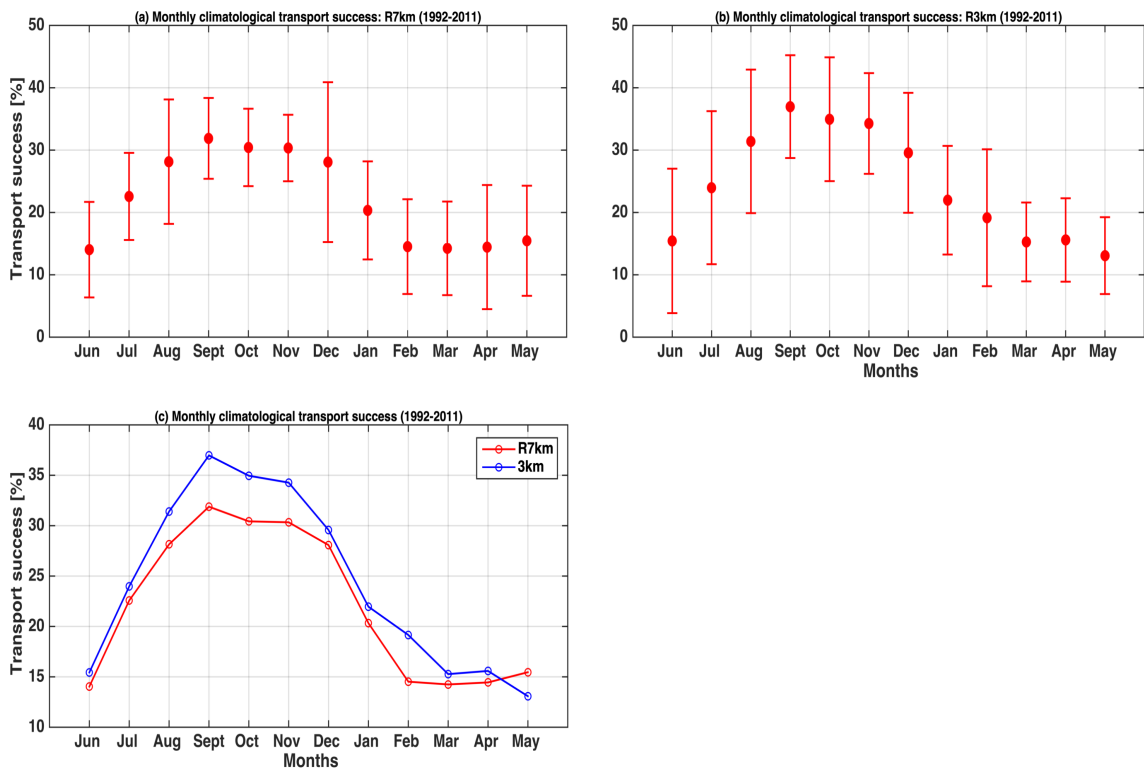 (a) Monthly climatological transport success: R7km (1992-2011)
Transport success [%]
50
40
30
20
10
0
Jun Jul Aug Sept Oct Nov Dec Jan Feb Mar Apr May
(b) Monthly climatological transport success: R3km (1992-2011)
50
40
30
20
10
0
Jun Jul Aug Sept Oct Nov Dec Jan Feb Mar Apr May
Months
(c) Monthly climatological transport success (1992-2011)
Transport success [%]
40
35
30
25
20
15
10
R7km
3km
Jun Jul Aug Sept Oct Nov Dec Jan Feb Mar Apr May
Months